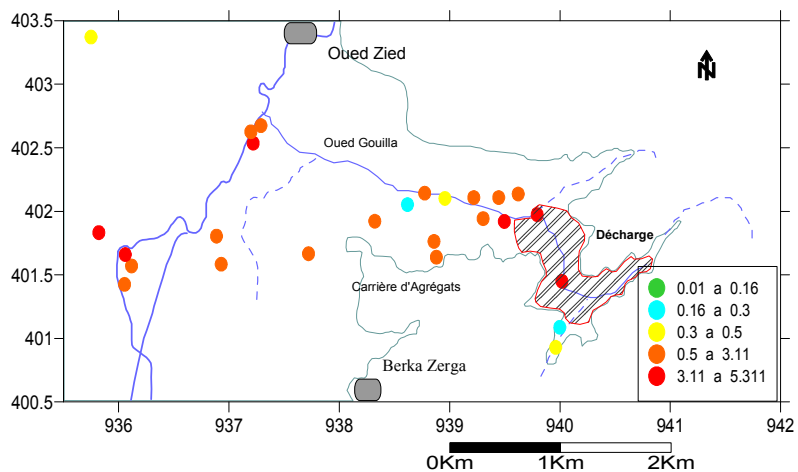 403.5
Oued Zied
N
403
402.5
Oued Gouilla
402
Décharge
401.5
Carrière d'Agrégats
0.01 a 0.16
0.16 a 0.3
0.3 a 0.5
0.5 a 3.11
3.11 a 5.311
401
Berka Zerga
400.5
936 937 938 939 940 941 942
0Km 1Km 2Km